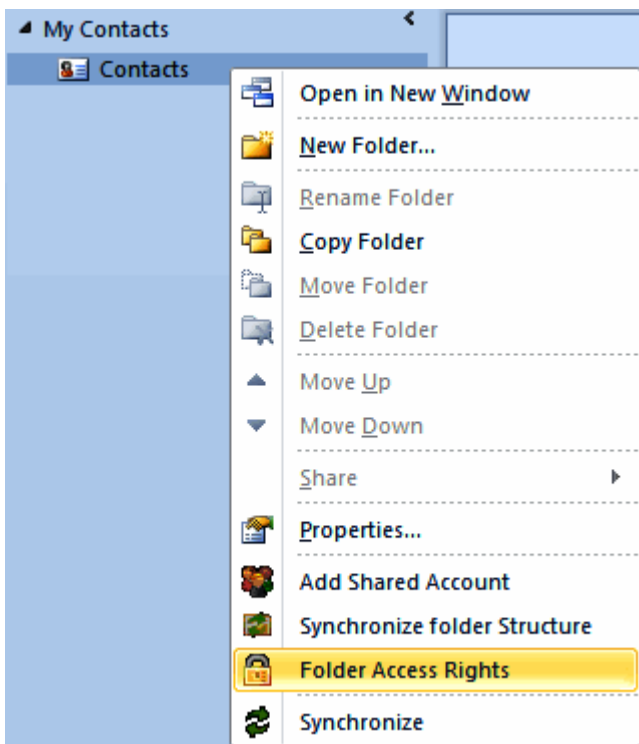 My Contacts
Contacts
Open in New Window
New Folder...
Rename Folder
Copy Folder
Move Folder
Delete Folder
Move Up
Move Down
Share
Properties...
Add Shared Account
Synchronize folder Structure
Folder Access Rights
Synchronize